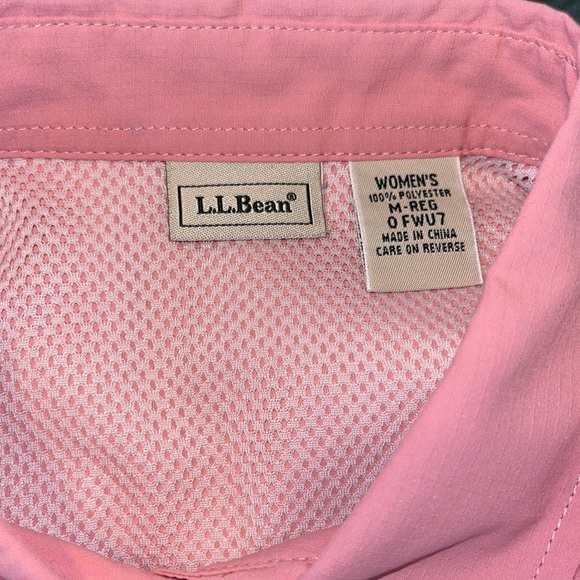 L.L.Bean®
WOMEN'S
100% POLYESTER
M-REG
0 FWU7
MADE IN CHINA
CARE ON REVERSE